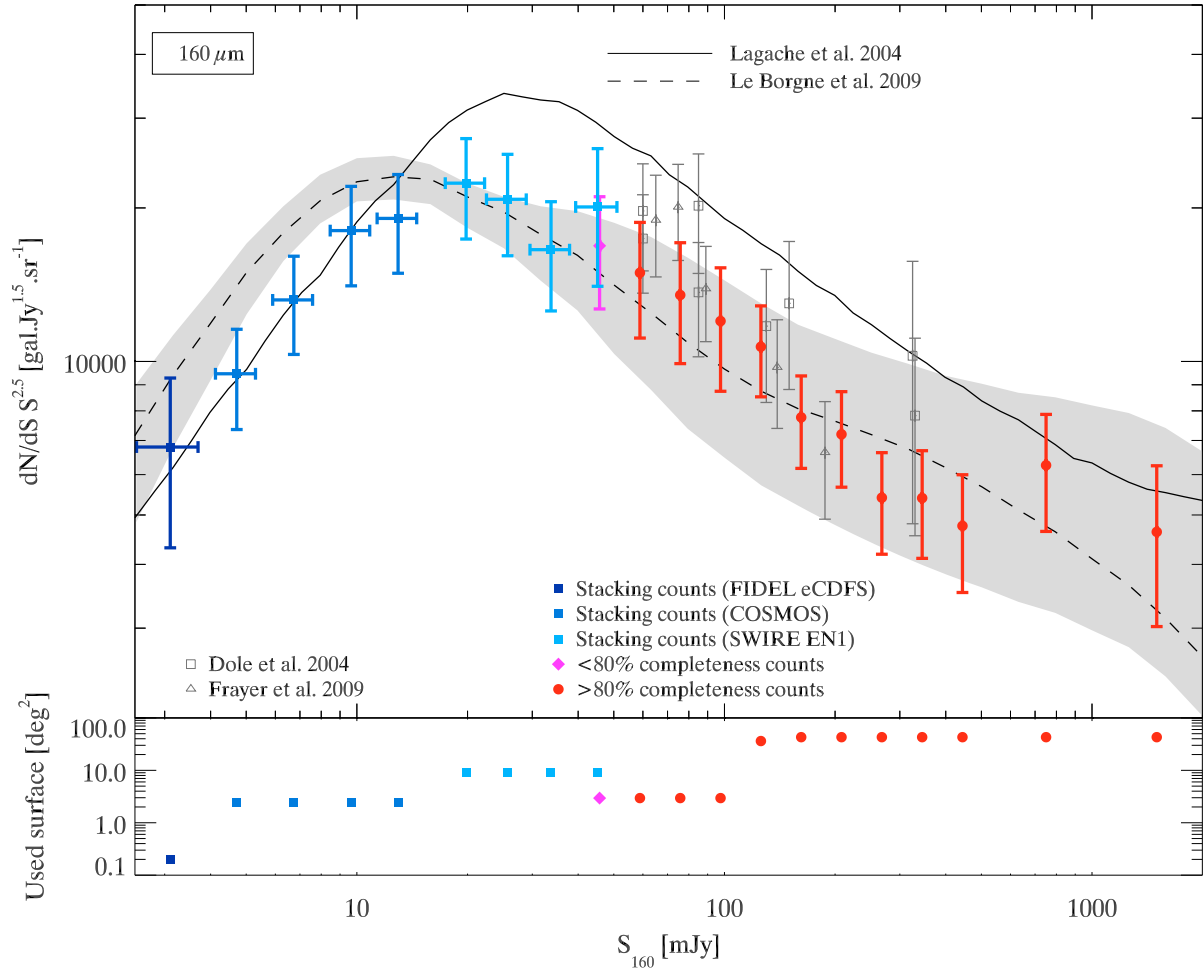 160 μm
Lagache et al. 2004
Le Borgne et al. 2009
dN/dS S^2.5 [gal.Jy^1.5.sr^-1]
10000
Stacking counts (FIDEL eCDFS)
Stacking counts (COSMOS)
Stacking counts (SWIRE EN1)
<80% completeness counts
>80% completeness counts
Dole et al. 2004
Frayer et al. 2009
Used surface [deg^2]
100.0
10.0
1.0
0.1
10
100
1000
S_160 [mJy]